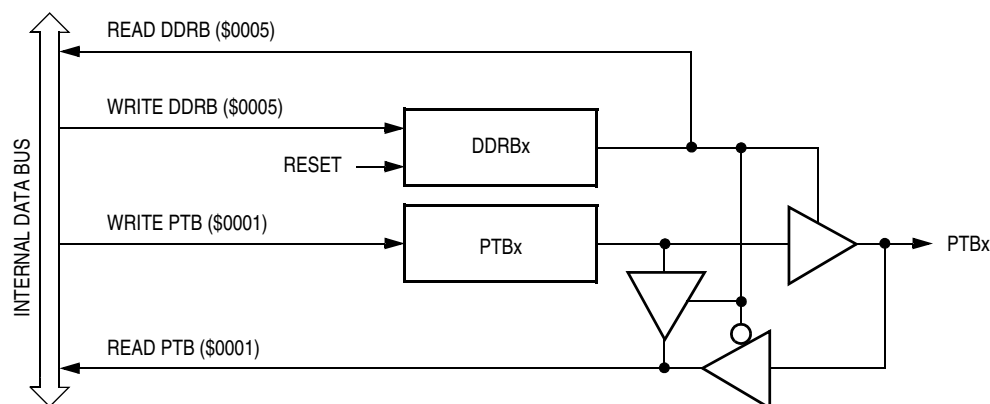 READ DDRB ($0005)
WRITE DDRB ($0005)
DDRBx
RESET
INTERNAL DATA BUS
WRITE PTB ($0001)
PTBx
PTBx
READ PTB ($0001)